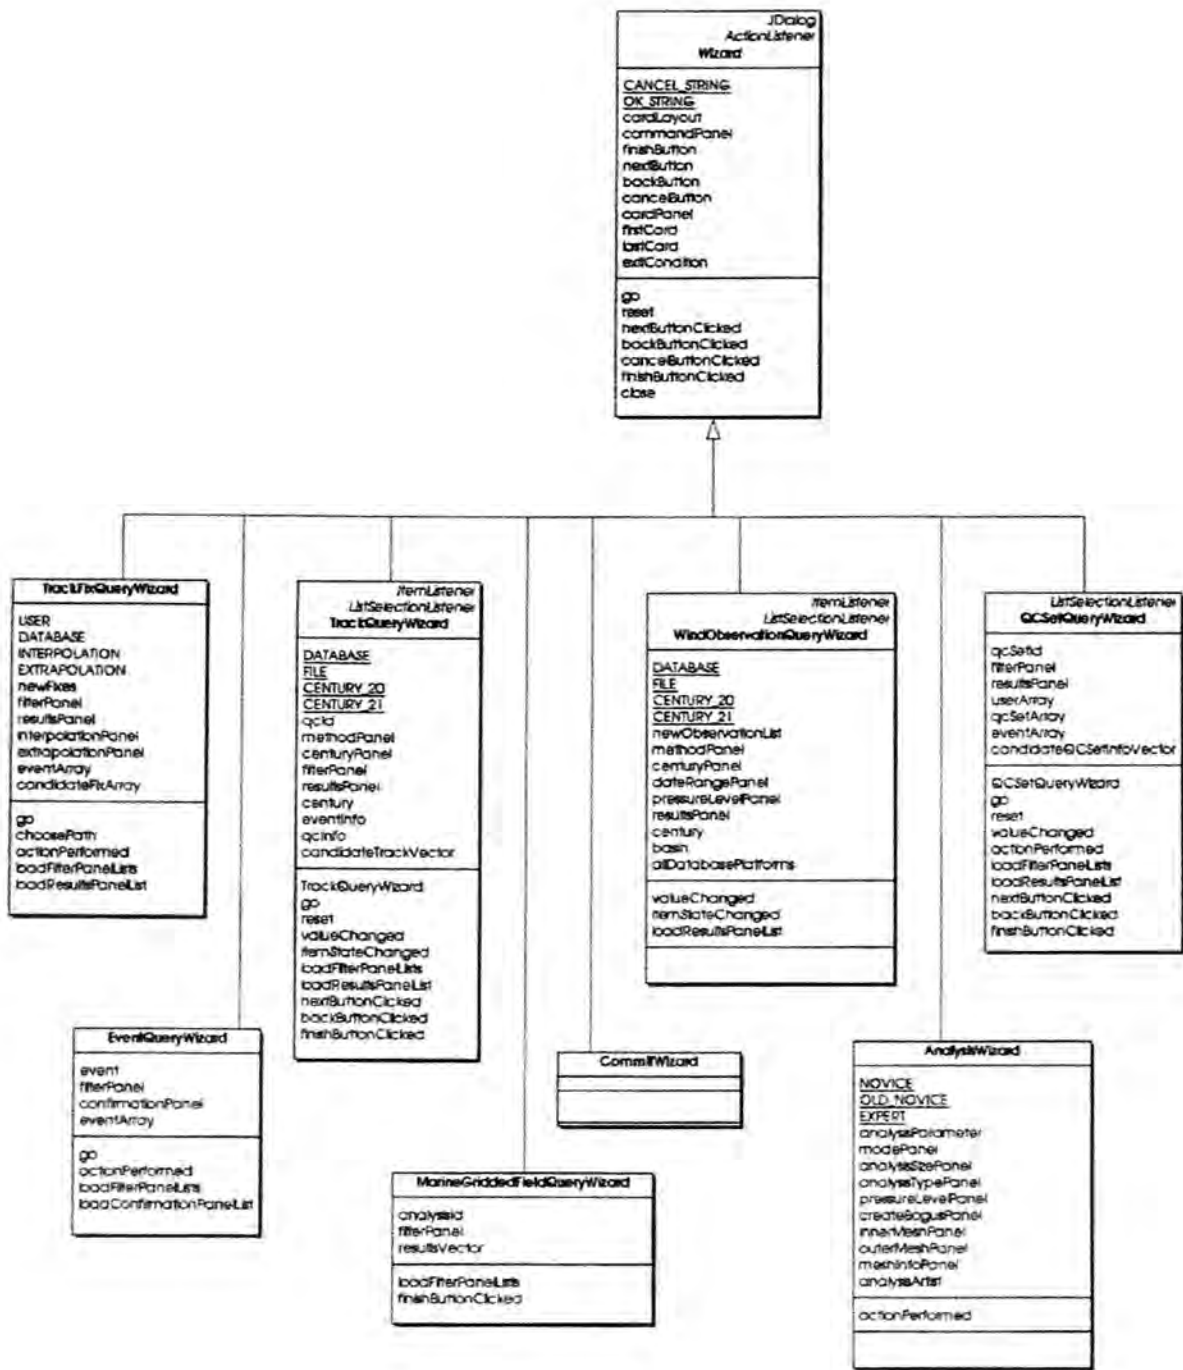 JDialog
ActionListener
Wizard
CANCEL_STRING
OK_STRING
cardLayout
commandPanel
finishButton
nextButton
backButton
cancelButton
cardPanel
firstCard
lastCard
exitCondition
go
reset
nextButtonClicked
backButtonClicked
cancelButtonClicked
finishButtonClicked
close
TrackFixQueryWizard
USER
DATABASE
INTERPOLATION
EXTRAPOLATION
newFixes
filterPanel
resultsPanel
interpolationPanel
extrapolationPanel
eventArray
candidateFixArray
go
choosePath
actionPerformed
loadFilterPanelLists
loadResultsPanelList
ItemListener
ListSelectionListener
TrackQueryWizard
DATABASE
FILE
CENTURY_20
CENTURY_21
qcId
methodPanel
centuryPanel
filterPanel
resultsPanel
century
eventInfo
qcInfo
candidateTrackVector
TrackQueryWizard
go
reset
valueChanged
itemStateChanged
loadFilterPanelLists
loadResultsPanelList
nextButtonClicked
backButtonClicked
finishButtonClicked
ItemListener
ListSelectionListener
WindObservationQueryWizard
DATABASE
FILE
CENTURY_20
CENTURY_21
newObservationList
methodPanel
centuryPanel
dateRangePanel
pressureLevelPanel
resultsPanel
century
basin
allDatabasePlatforms
valueChanged
itemStateChanged
loadResultsPanelList
ListSelectionListener
QCSetQueryWizard
qcSetId
filterPanel
resultsPanel
userArray
qcSetArray
eventArray
candidateQCSetInfoVector
QCSetQueryWizard
go
reset
valueChanged
actionPerformed
loadFilterPanelLists
loadResultsPanelList
nextButtonClicked
backButtonClicked
finishButtonClicked
EventQueryWizard
event
filterPanel
confirmationPanel
eventArray
go
actionPerformed
loadFilterPanelLists
loadConfirmationPanelList
MarineGriddedFieldQueryWizard
analysisId
filterPanel
resultsVector
loadFilterPanelLists
finishButtonClicked
CommitWizard
AnalysisWizard
NOVICE
OLD_NOVICE
EXPERT
analysisParameter
modePanel
analysisSizePanel
analysisTypePanel
pressureLevelPanel
createBogusPanel
innerMeshPanel
outerMeshPanel
meshInfoPanel
analysisArtist
actionPerformed